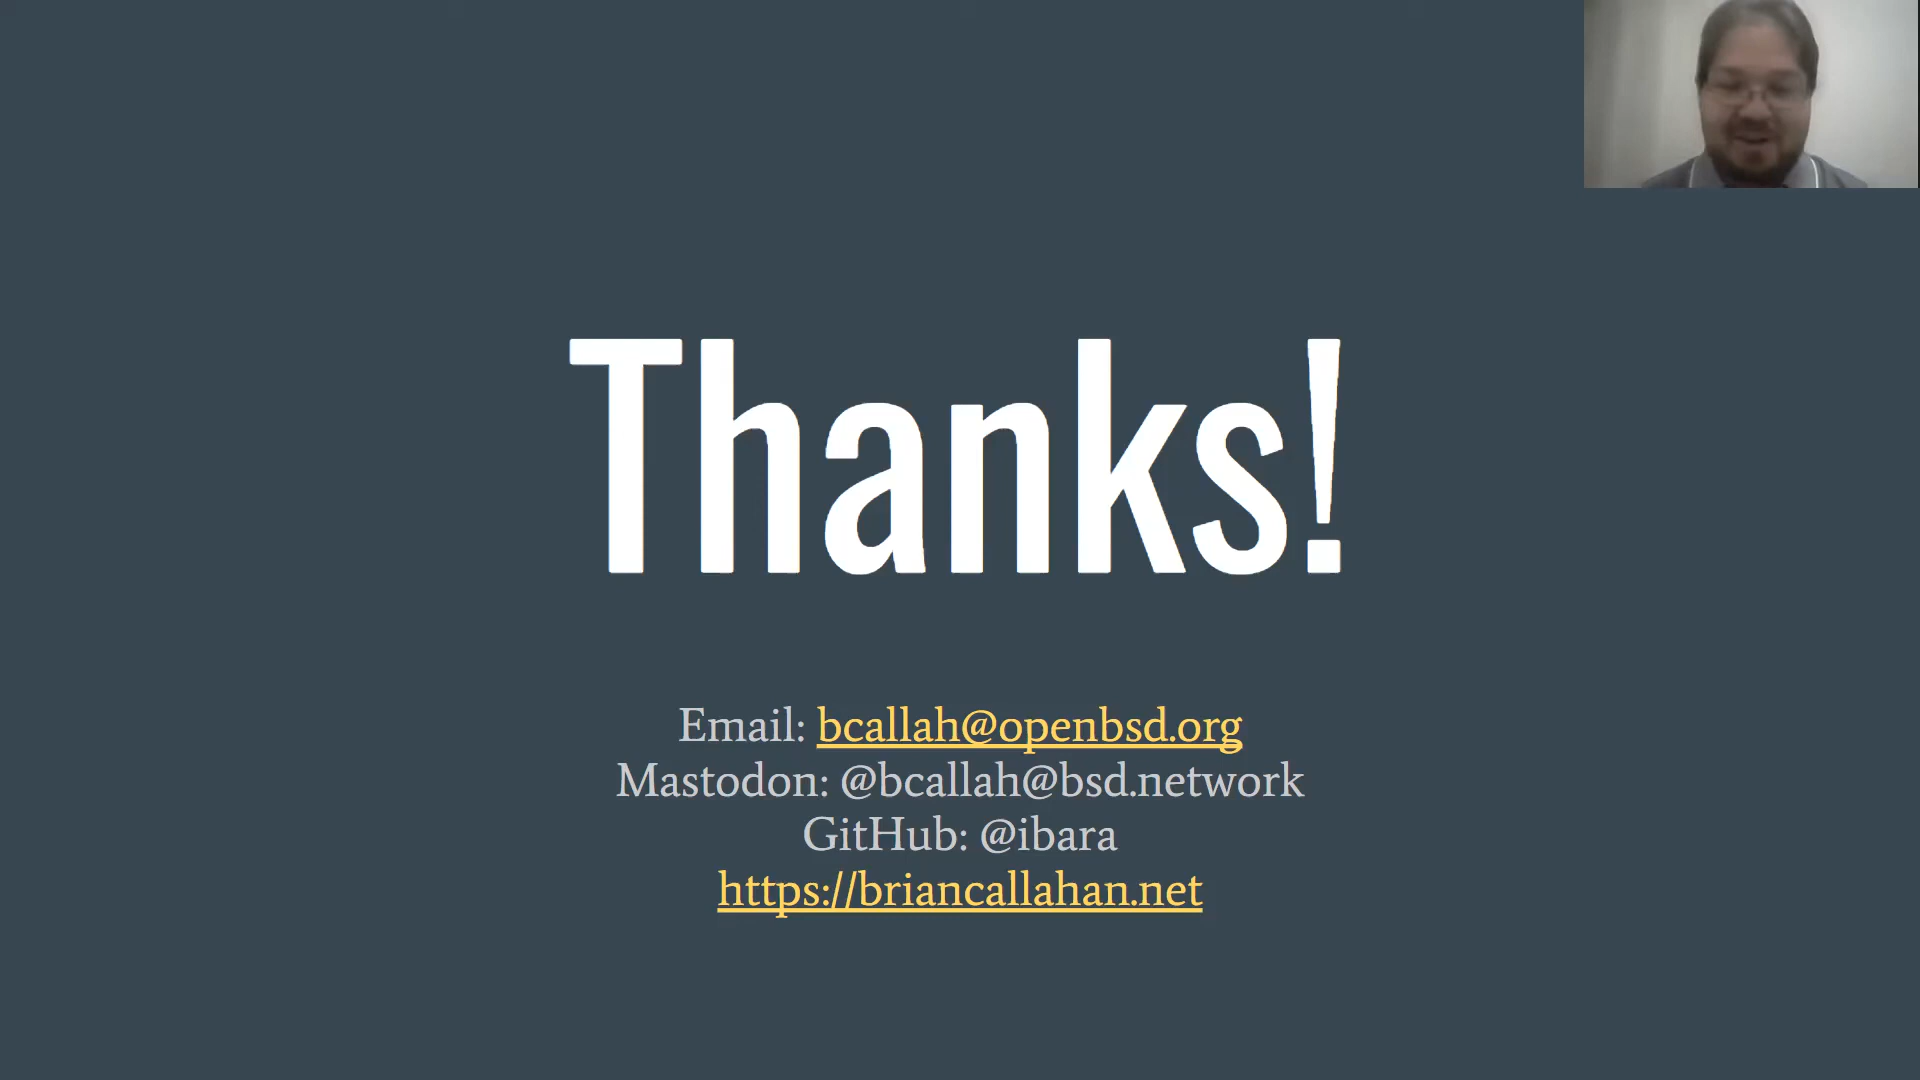 Thanks!
Email: bcallah@openbsd.org
Mastodon: @bcallah@bsd.network
GitHub: @ibara
https://briancallahan.net